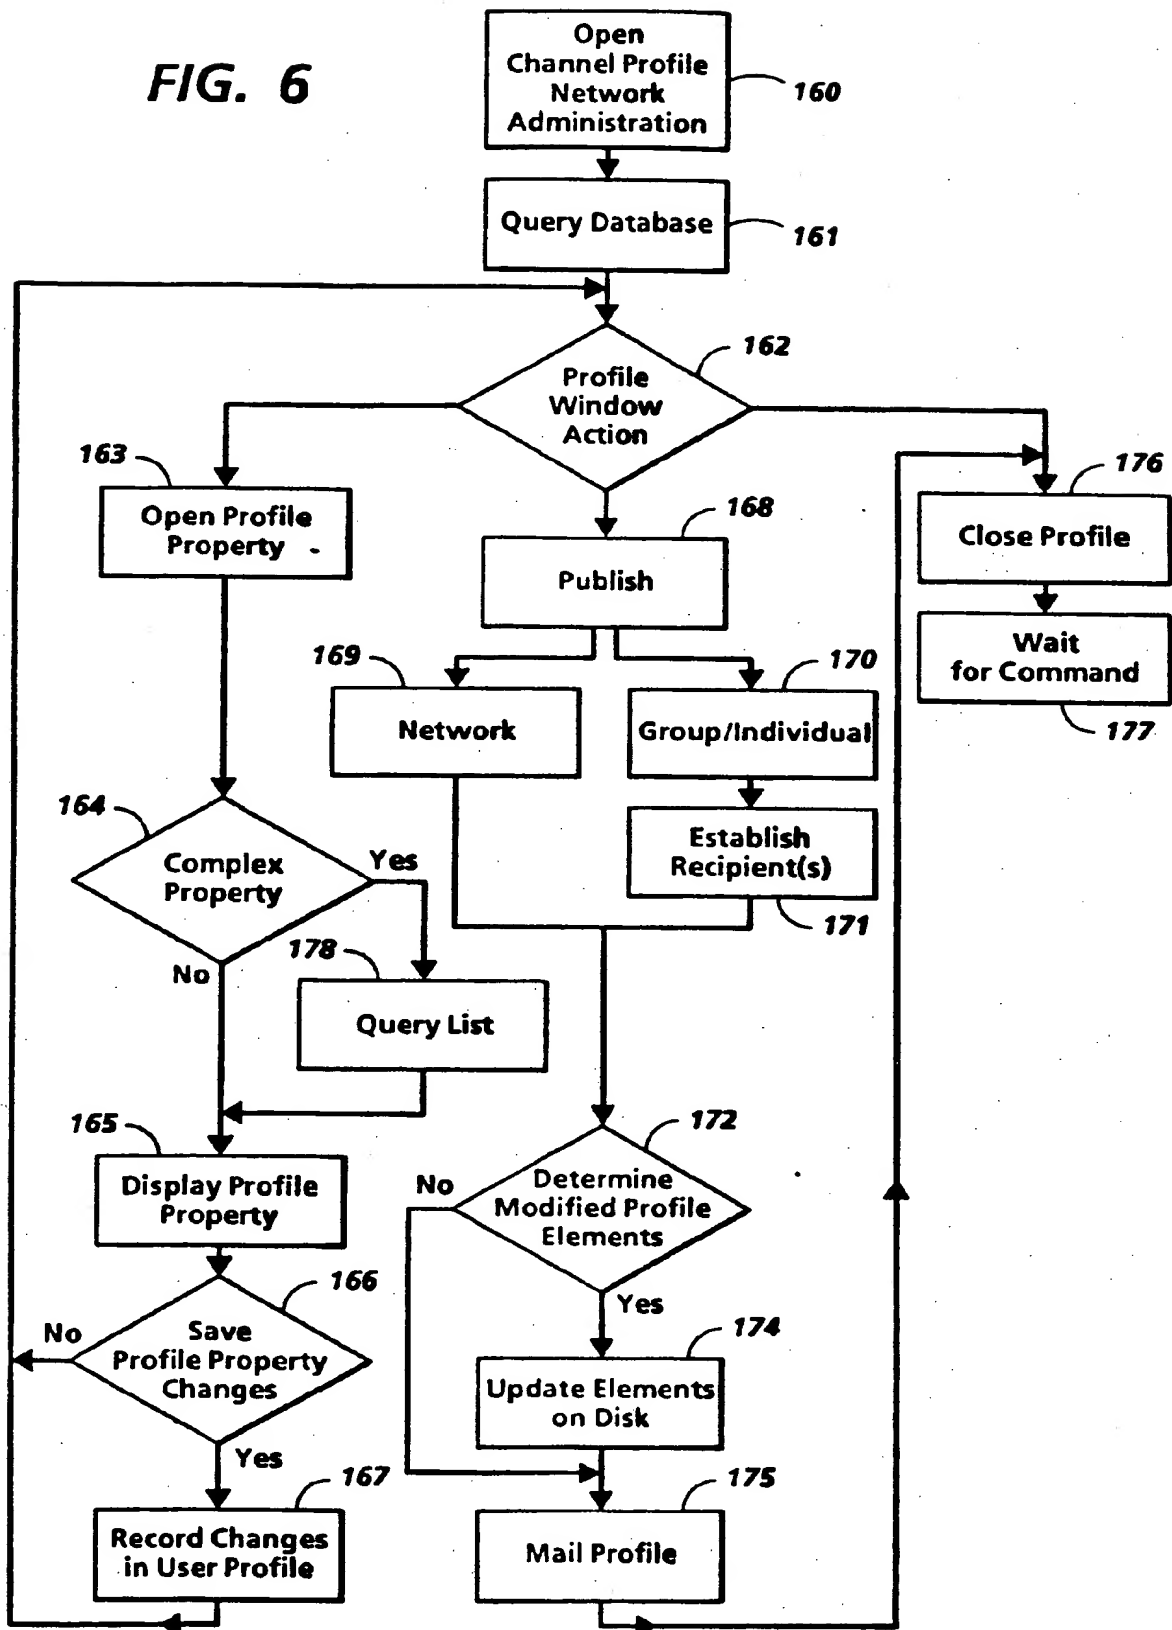 FIG. 6
Open
Channel Profile
Network
Administration
160
Query Database
161
162
Profile
Window
Action
163
Open Profile
Property
168
Publish
176
Close Profile
Wait
for Command
177
169
Network
170
Group/Individual
Establish
Recipient(s)
171
164
Complex
Property
Yes
No
178
Query List
165
Display Profile
Property
166
Save
Profile Property
Changes
No
Yes
167
Record Changes
in User Profile
172
Determine
Modified Profile
Elements
No
Yes
174
Update Elements
on Disk
175
Mail Profile